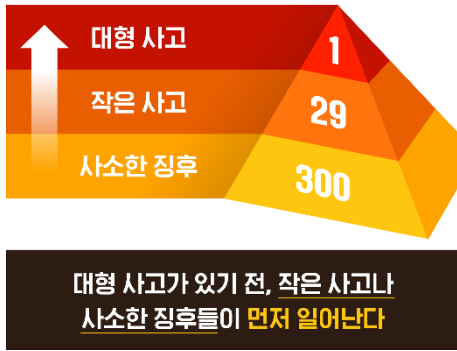 대형 사고 1
작은 사고 29
사소한 징후 300
대형 사고가 있기 전, 작은 사고나
사소한 징후들이 먼저 일어난다